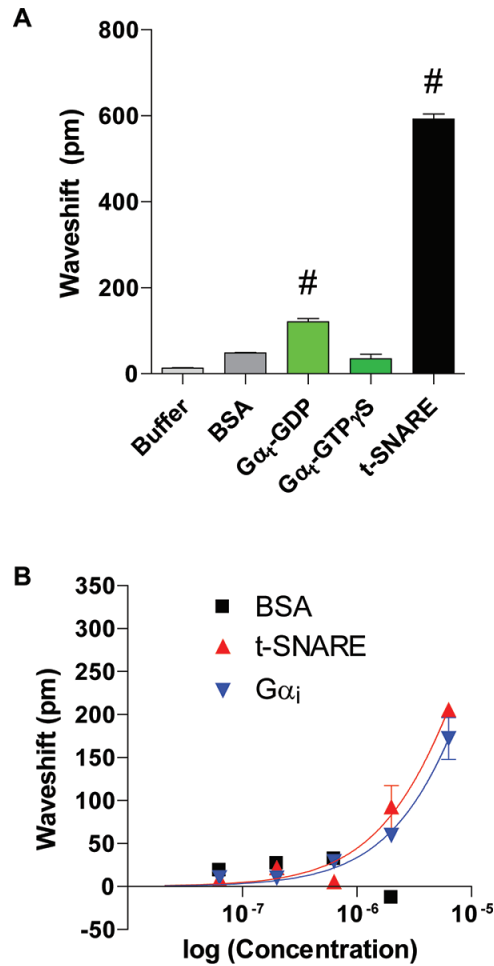 A
800
600
400
200
0
Waveshift (pm)
#
#
Buffer
BSA
Gαt-GDP
Gαt-GTPγS
t-SNARE
B
350
300
250
200
150
100
50
0
-50
Waveshift (pm)
BSA
t-SNARE
Gαi
10-7
10-6
10-5
log (Concentration)